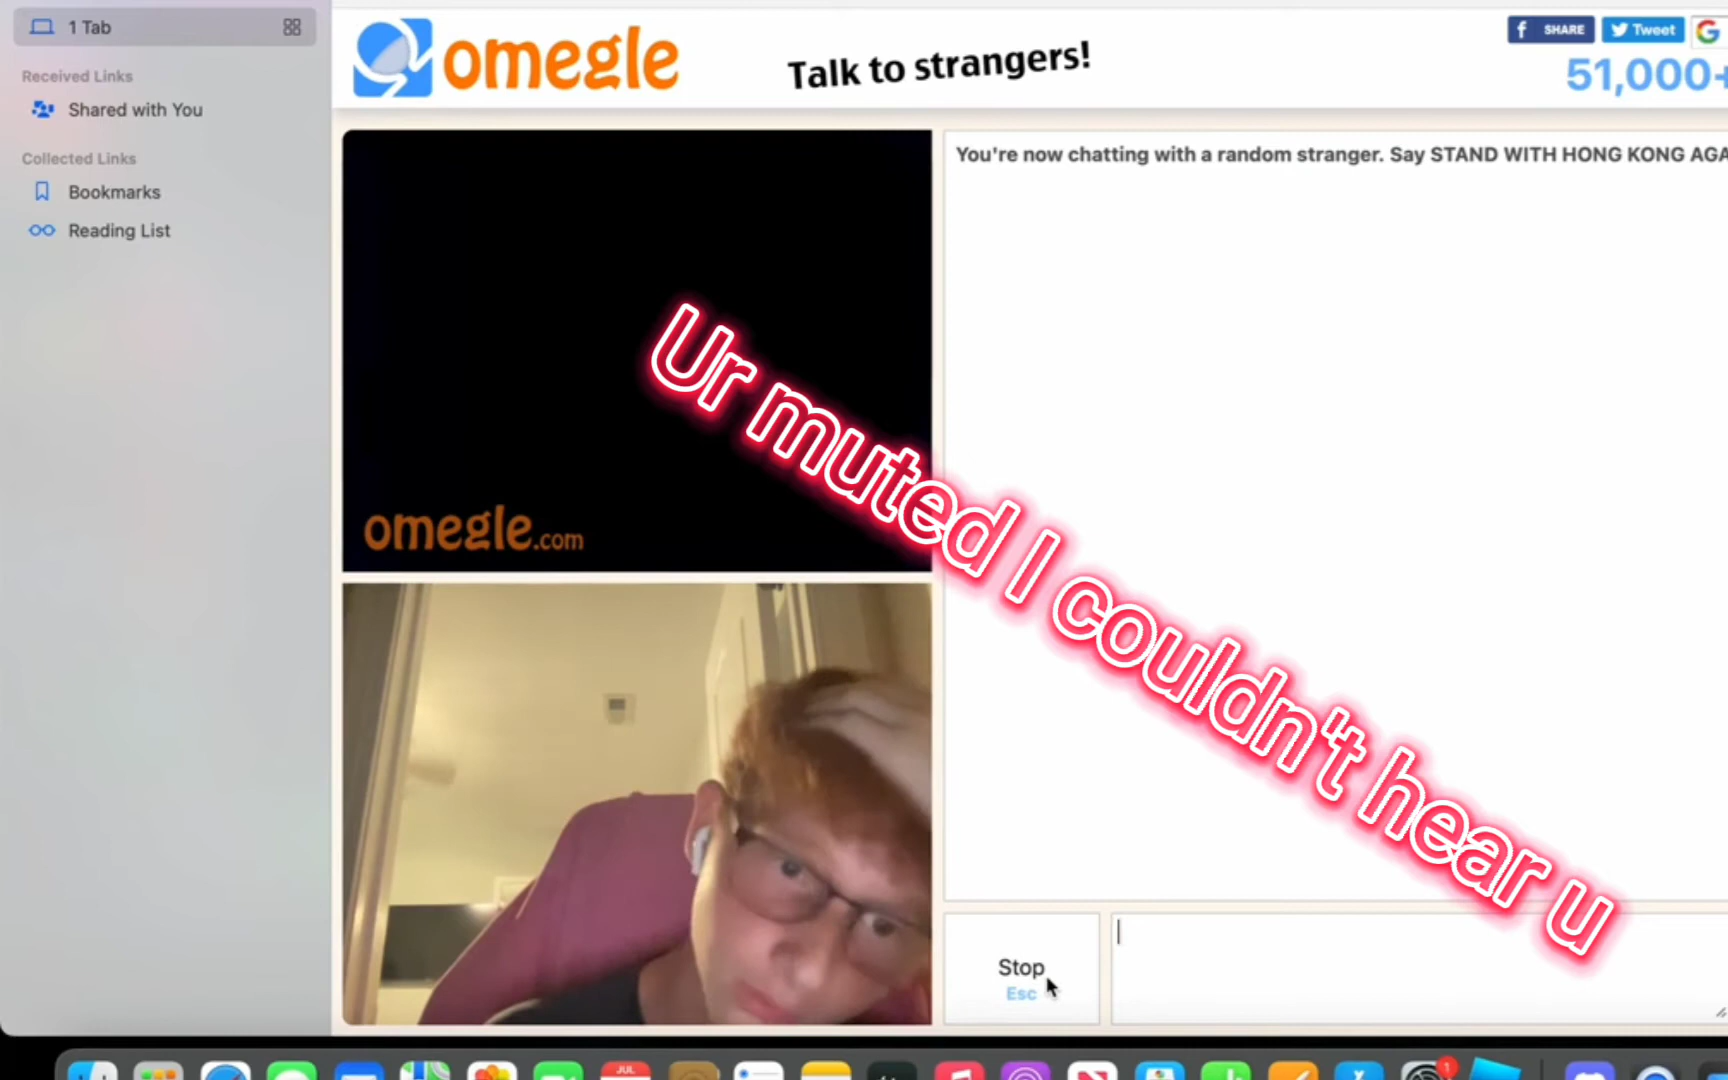 1 Tab
Received Links
Shared with You
Collected Links
Bookmarks
Reading List
omegle
Talk to strangers!
f SHARE
Tweet
G
51,000+
You're now chatting with a random stranger. Say STAND WITH HONG KONG AGA
omegle.com
Ur muted I couldn't hear u
Stop
Esc
JUL
1